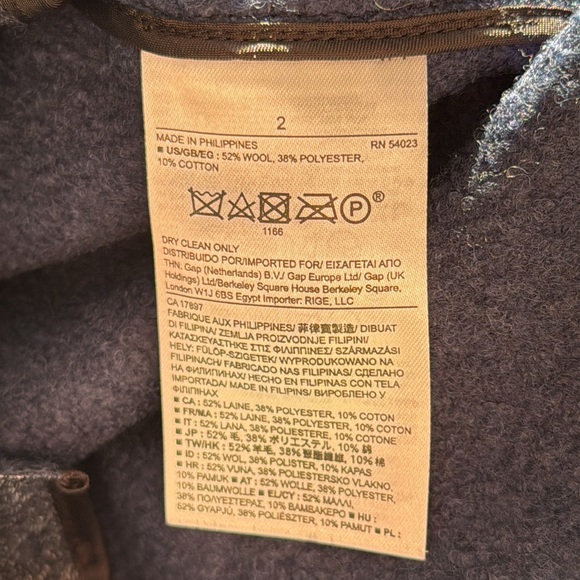 2
MADE IN PHILIPPINES RN 54023
■ US/GB/EG : 52% WOOL, 38% POLYESTER,
10% COTTON
P®
1166
DRY CLEAN ONLY
DISTRIBUIDO POR/IMPORTED FOR/ ΕΙΣΑΓΕΤΑΙ ΑΠΟ
ΤΗΝ: Gap (Netherlands) B.V./ Gap Europe Ltd/ Gap (UK
Holdings) Ltd/Berkeley Square House Berkeley Square,
London W1J 6BS Egypt Importer: RIGE, LLC
CA 17897
FABRIQUE AUX PHILIPPINES/ 菲律賓製造/ DIBUAT
DI FILIPINA/ ZEMLJA PROIZVODNJE FILIPINI/
ΚΑΤΑΣΚΕΥΑΣΘΗΚΕ ΣΤΙΣ ΦΙΛΙΠΠΙΝΕΣ/ SZÁRMAZÁSI
HELY: FÜLÖP-SZIGETEK/ WYPRODUKOWANO NA
FILIPINACH/ FABRICADO NAS FILIPINAS/ СДЕЛАНО
НА ФИЛИПИНАХ/ HECHO EN FILIPINAS CON TELA
IMPORTADA/ MADE IN FILIPINS/ YU
ΦΙΛΙΠΙΝΑΧ
■ CA : 52% LAINE, 38% POLYESTER, 10% COTON
■ FR/MA : 52% LAINE, 38% POLYESTER, 10% COTON
■ IT : 52% LANA, 38% POLIESTERE, 10% COTONE
■ JP : 52% 毛, 38% ポリエステル, 10% 綿
■ TW/HK : 52% 羊毛, 38% 聚酯纖維, 10% 棉
■ ID : 52% WOL, 38% POLISTER, 10% KAPAS
■ HR : 52% VUNA, 38% POLIESTERSKO VLAKNO,
10% PAMUK ■ AT : 52% WOLLE, 38% POLYESTER,
10% BAUMWOLLE ■ EL/CY : 52% ΜΑΛΛΙ,
38% ΠΟΛΥΕΣΤΕΡΑΣ, 10% ΒΑΜΒΑΚΕΡΟ ■ HU :
52% GYAPJÚ, 38% POLIÉSZTER, 10% PAMUT ■ PL :